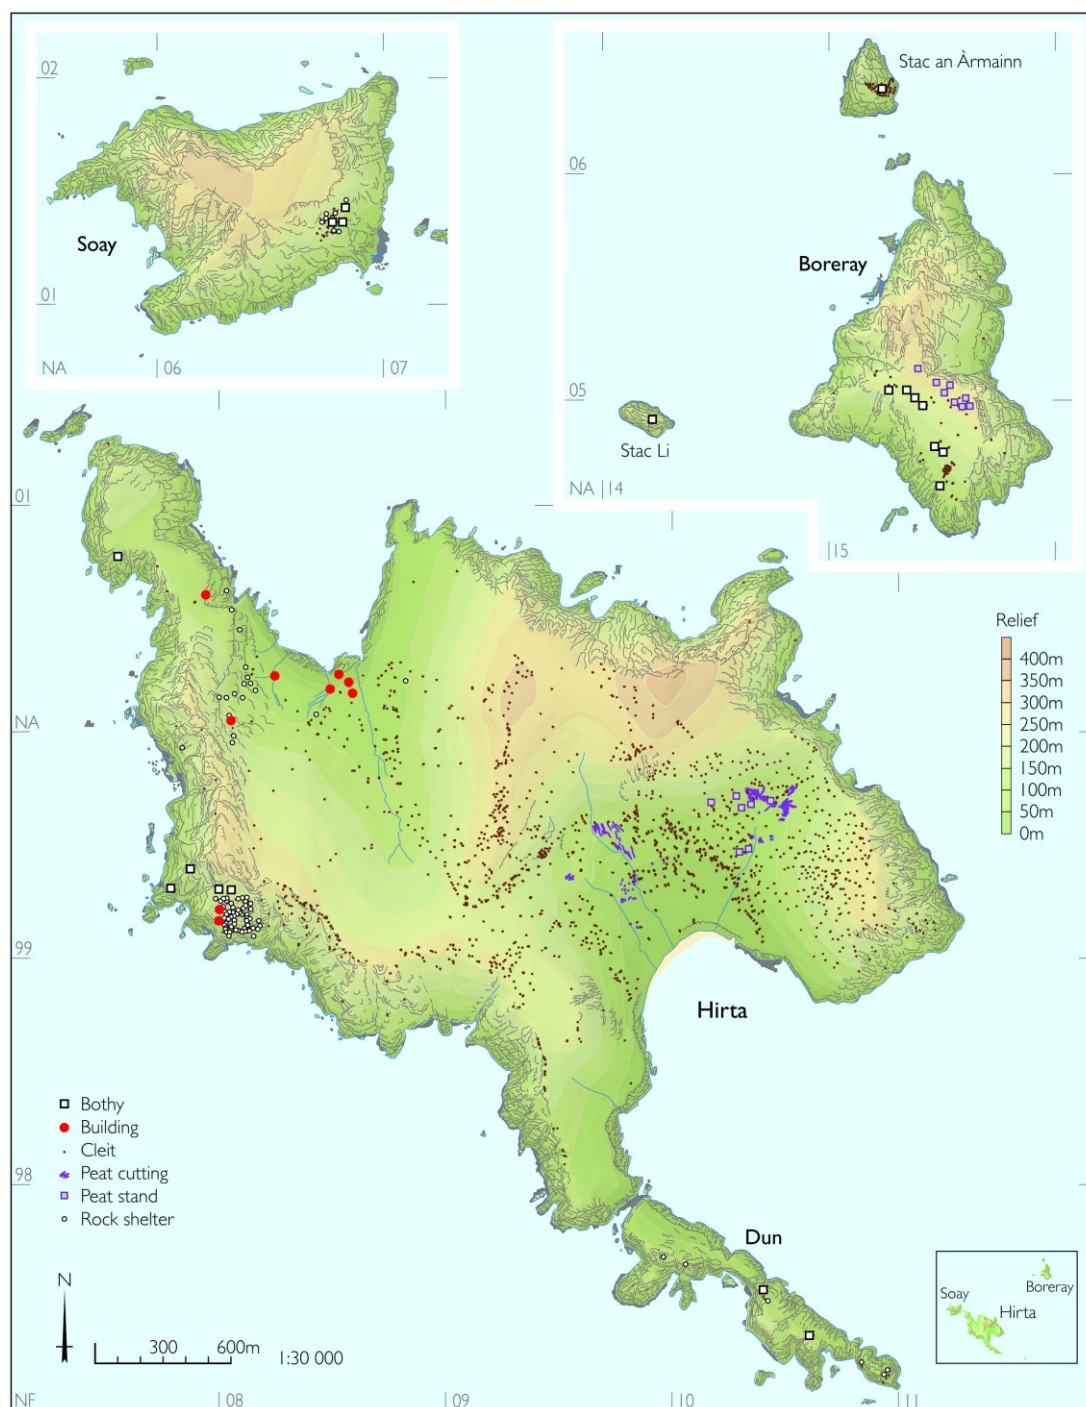 02
Soay
01
NA
06
07
Stac an Àrmainn
06
Boreray
05
Stac Li
NA
14
15
01
NA
99
98
Relief
400m
350m
300m
250m
200m
150m
100m
50m
0m
Hirta
Bothy
Building
Cleit
Peat cutting
Peat stand
Rock shelter
Dun
N
300 600m
1:30 000
Soay
Boreray
Hirta
NF
08
09
10
11